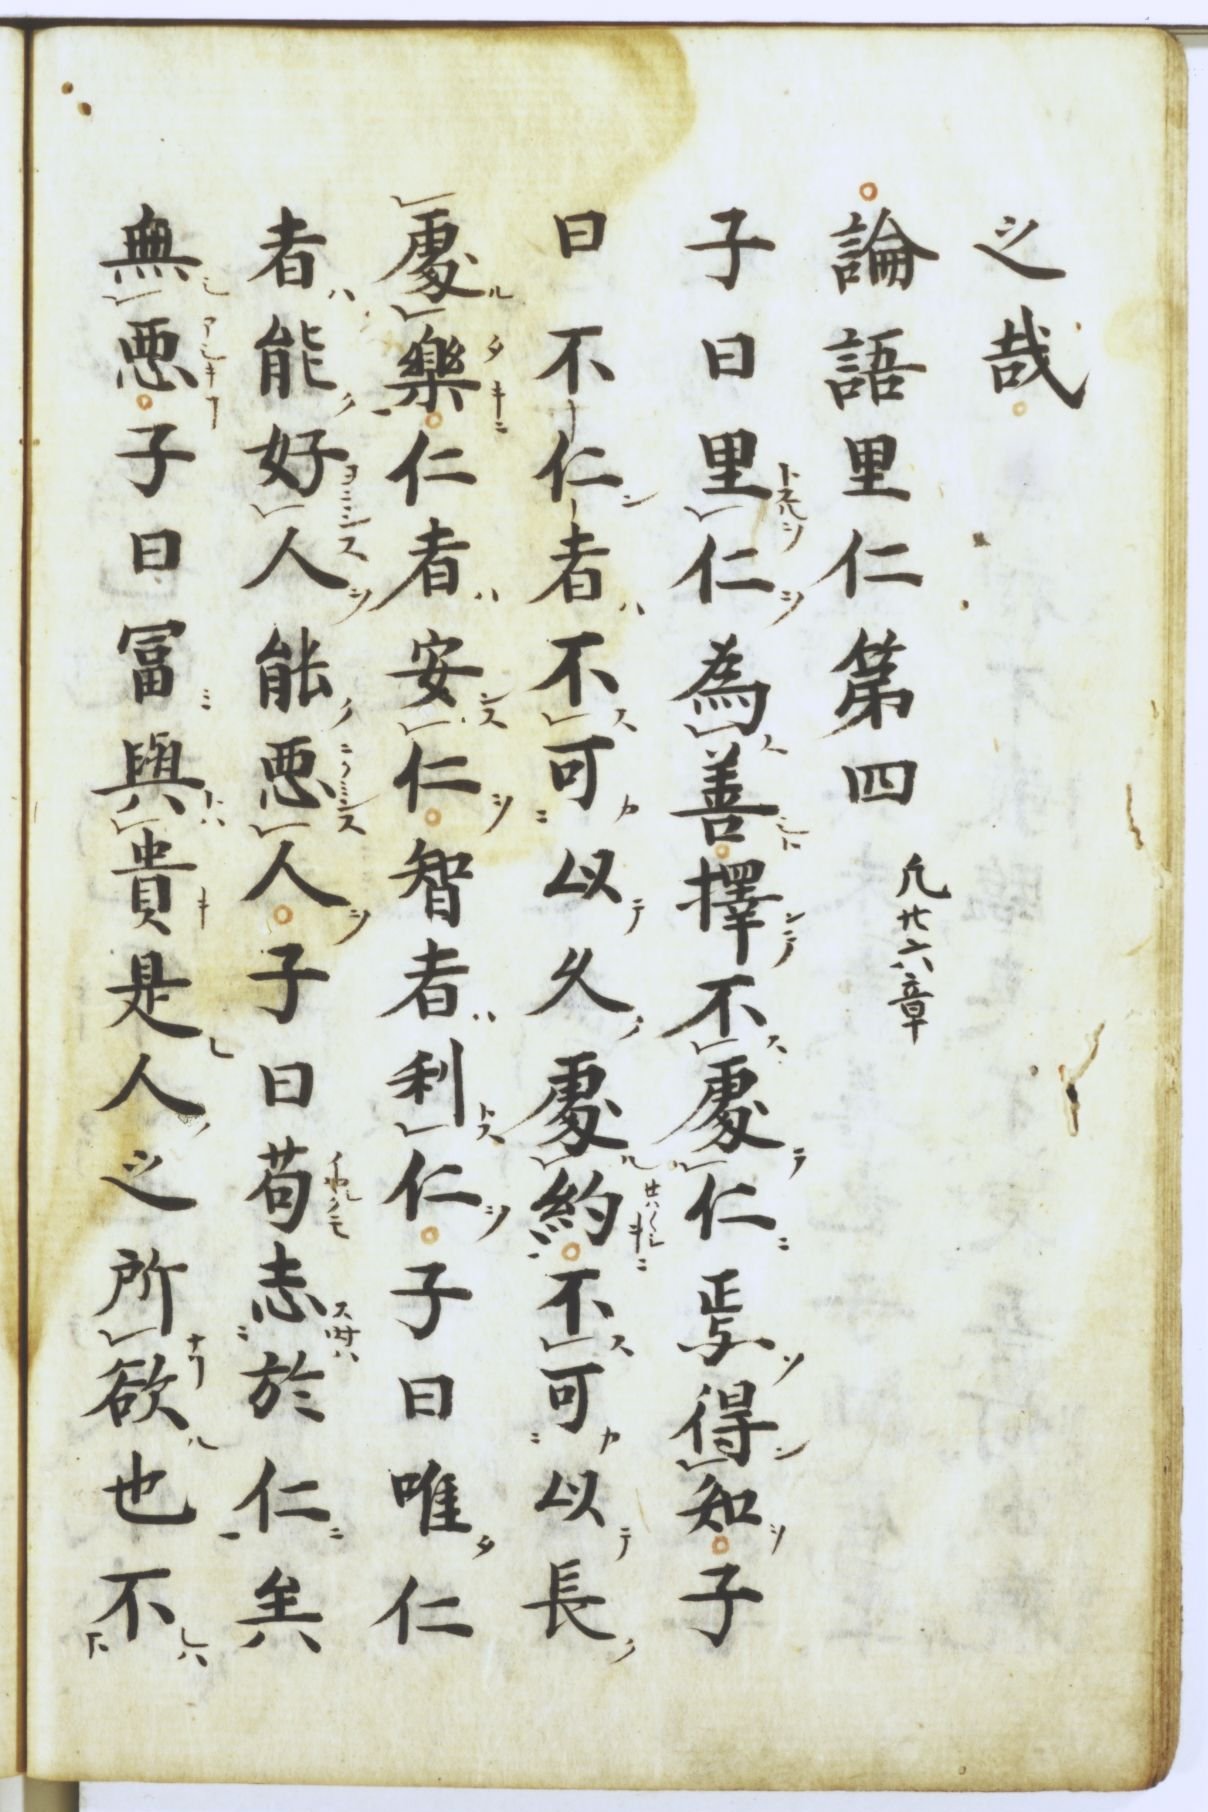 之哉
論語里仁第四 凡廿六章
子曰里仁為善擇不處仁焉得知子
曰不仁者不可以久處約不可以長
處樂仁者安仁智者利仁子曰唯仁
者能好人能惡人子曰苟志於仁矣
無惡子曰冨與貴是人之所欲也不